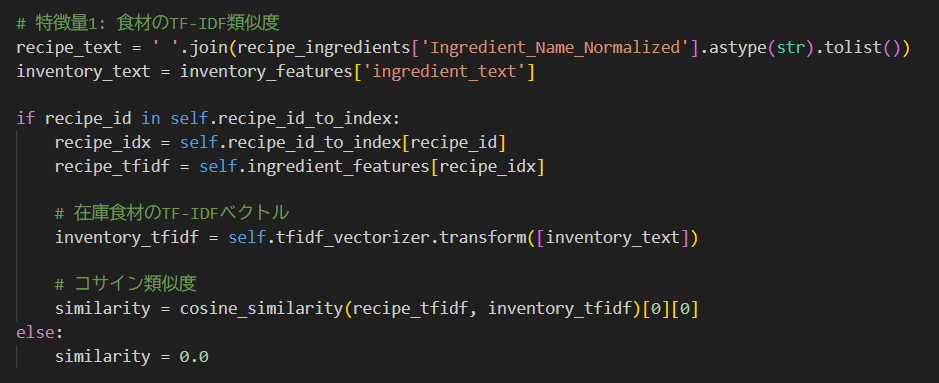 # 特徴量1: 食材のTF-IDF類似度
recipe_text = ' '.join(recipe_ingredients['Ingredient_Name_Normalized'].astype(str).tolist())
inventory_text = inventory_features['ingredient_text']

if recipe_id in self.recipe_id_to_index:
    recipe_idx = self.recipe_id_to_index[recipe_id]
    recipe_tfidf = self.ingredient_features[recipe_idx]

    # 在庫食材のTF-IDFベクトル
    inventory_tfidf = self.tfidf_vectorizer.transform([inventory_text])

    # コサイン類似度
    similarity = cosine_similarity(recipe_tfidf, inventory_tfidf)[0][0]
else:
    similarity = 0.0